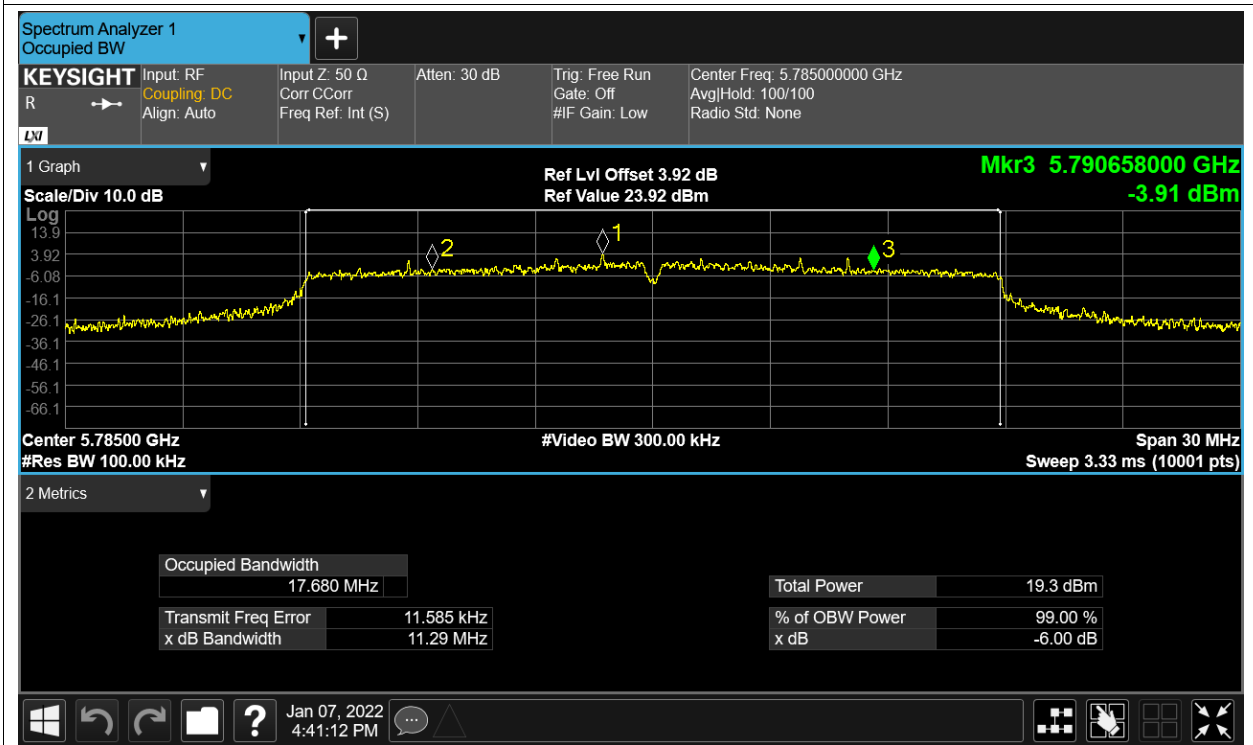 Spectrum Analyzer 1
Occupied BW
▼
+
KEYSIGHT
R
LXI
Input: RF
Coupling: DC
Align: Auto
Input Z: 50 Ω
Corr CCorr
Freq Ref: Int (S)
Atten: 30 dB
Trig: Free Run
Gate: Off
#IF Gain: Low
Center Freq: 5.785000000 GHz
Avg|Hold: 100/100
Radio Std: None
1 Graph
Scale/Div 10.0 dB
Ref Lvl Offset 3.92 dB
Ref Value 23.92 dBm
Mkr3 5.790658000 GHz
-3.91 dBm
Log
13.9
3.92
-6.08
-16.1
-26.1
-36.1
-46.1
-56.1
-66.1
2
1
3
Center 5.78500 GHz
#Video BW 300.00 kHz
Span 30 MHz
#Res BW 100.00 kHz
Sweep 3.33 ms (10001 pts)
2 Metrics
Occupied Bandwidth
17.680 MHz
Transmit Freq Error 11.585 kHz
x dB Bandwidth 11.29 MHz
Total Power 19.3 dBm
% of OBW Power 99.00 %
x dB -6.00 dB
?
Jan 07, 2022
4:41:12 PM